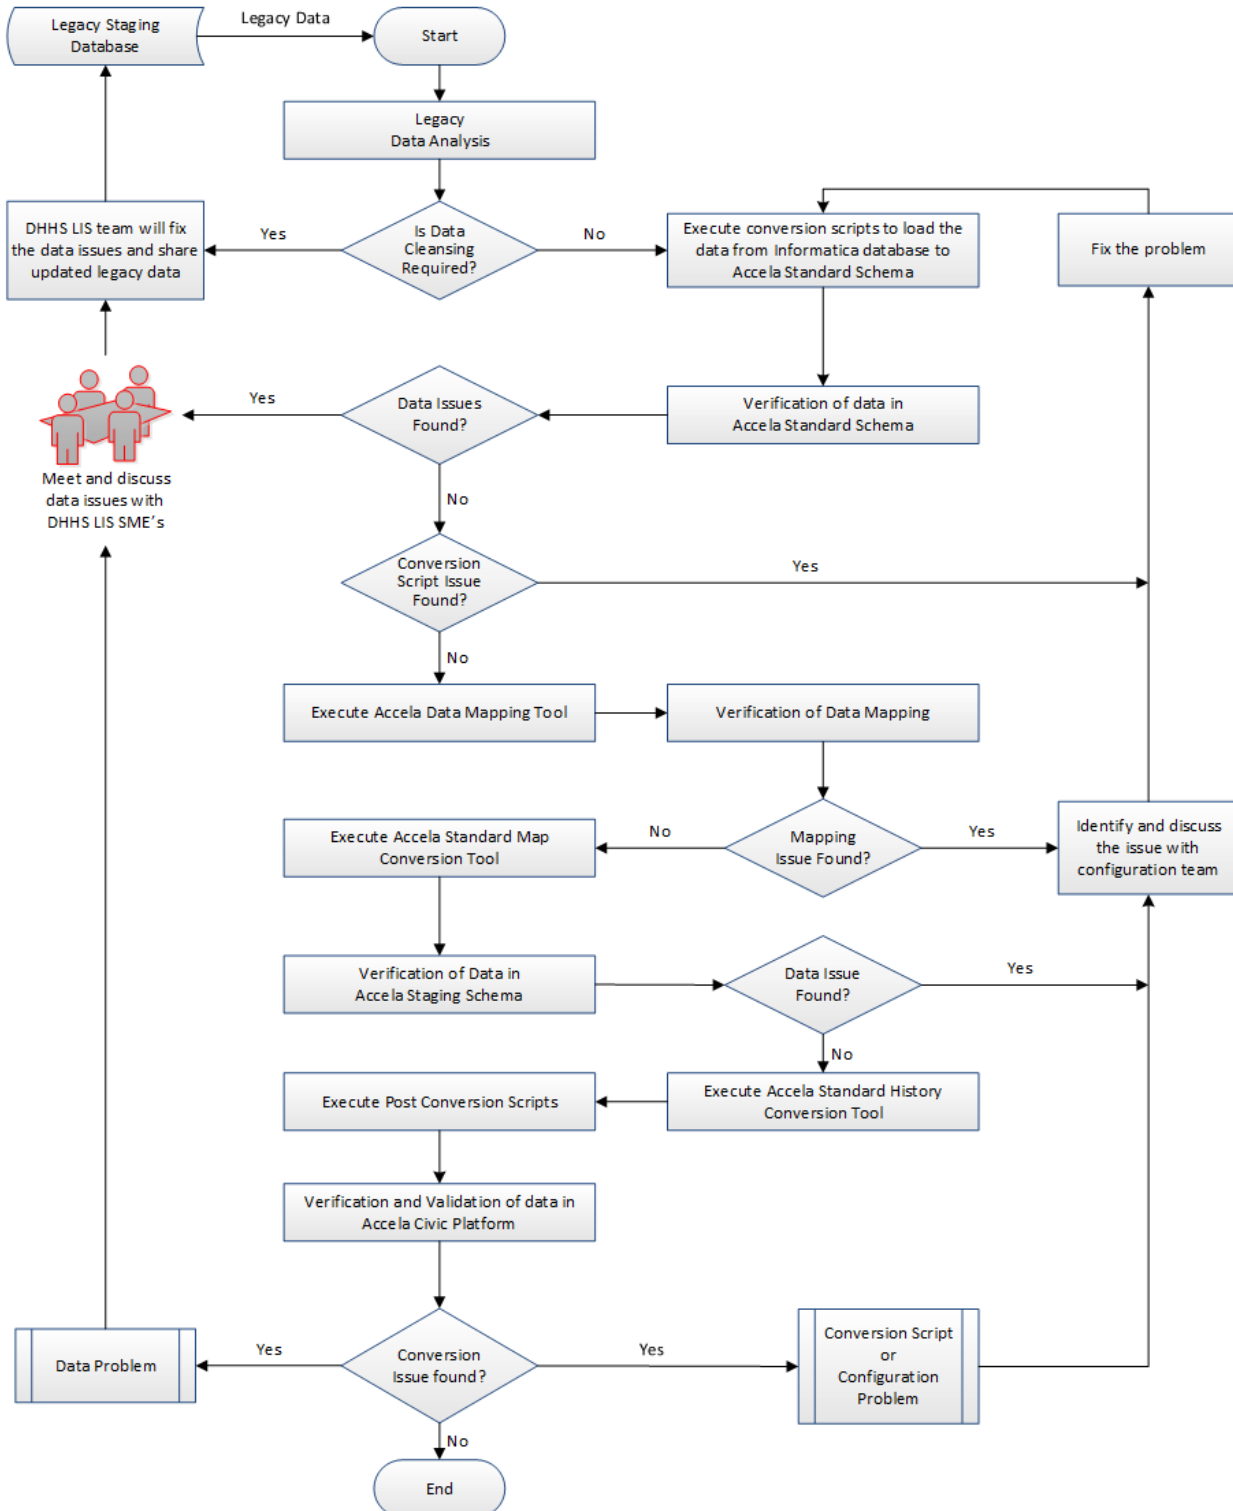 Legacy Data
Legacy Staging
Database
Start
Legacy
Data Analysis
DHHS LIS team will fix
the data issues and share
updated legacy data
Yes
Is Data
Cleansing
Required?
No
Execute conversion scripts to load the
data from Informatica database to
Accela Standard Schema
Fix the problem
Meet and discuss
data issues with
DHHS LIS SME's
Yes
Data Issues
Found?
Verification of data in
Accela Standard Schema
No
Conversion
Script Issue
Found?
Yes
No
Execute Accela Data Mapping Tool
Verification of Data Mapping
Execute Accela Standard Map
Conversion Tool
No
Mapping
Issue Found?
Yes
Identify and discuss
the issue with
configuration team
Verification of Data in
Accela Staging Schema
Data Issue
Found?
Yes
No
Execute Post Conversion Scripts
Execute Accela Standard History
Conversion Tool
Verification and Validation of data in
Accela Civic Platform
Data Problem
Yes
Conversion
Issue found?
Yes
Conversion Script
or
Configuration
Problem
No
End